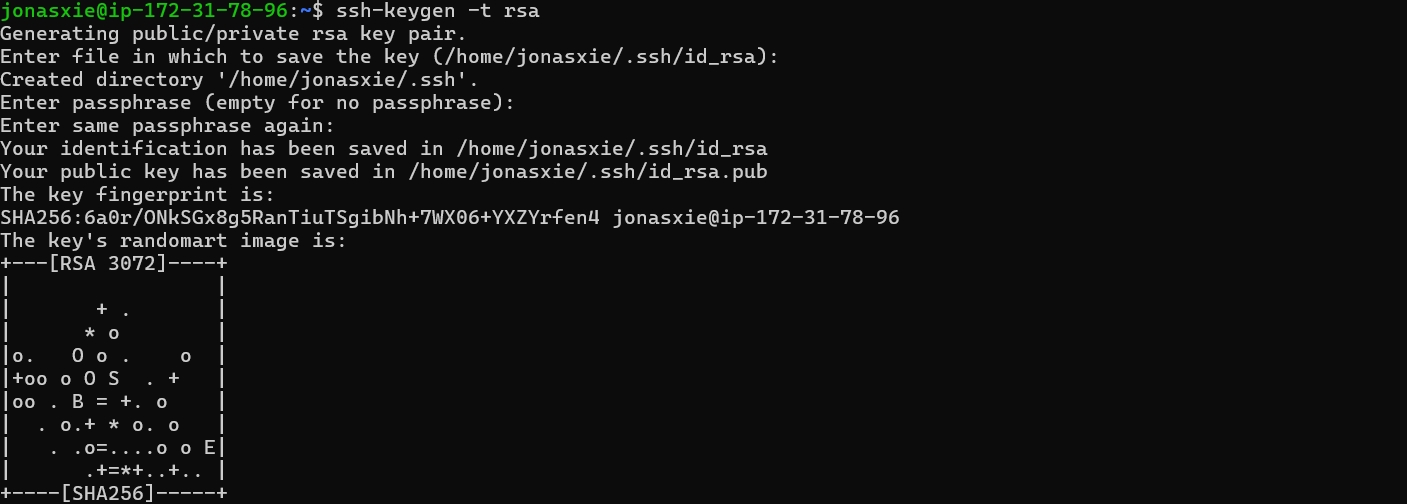 jonasxie@ip-172-31-78-96:~$ ssh-keygen -t rsa
Generating public/private rsa key pair.
Enter file in which to save the key (/home/jonasxie/.ssh/id_rsa):
Created directory '/home/jonasxie/.ssh'.
Enter passphrase (empty for no passphrase):
Enter same passphrase again:
Your identification has been saved in /home/jonasxie/.ssh/id_rsa
Your public key has been saved in /home/jonasxie/.ssh/id_rsa.pub
The key fingerprint is:
SHA256:6a0r/ONkSGx8g5RanTiuTSgibNh+7WX06+YXZYrfen4 jonasxie@ip-172-31-78-96
The key's randomart image is:
+---[RSA 3072]----+
|                 |
|       + .       |
|      * o        |
|o.   O o .    o  |
|+oo o O S  . +   |
|oo . B = +. o    |
|  . o.+ * o. o   |
|   . .o=....o o E|
|      .+=*+..+.. |
+----[SHA256]-----+